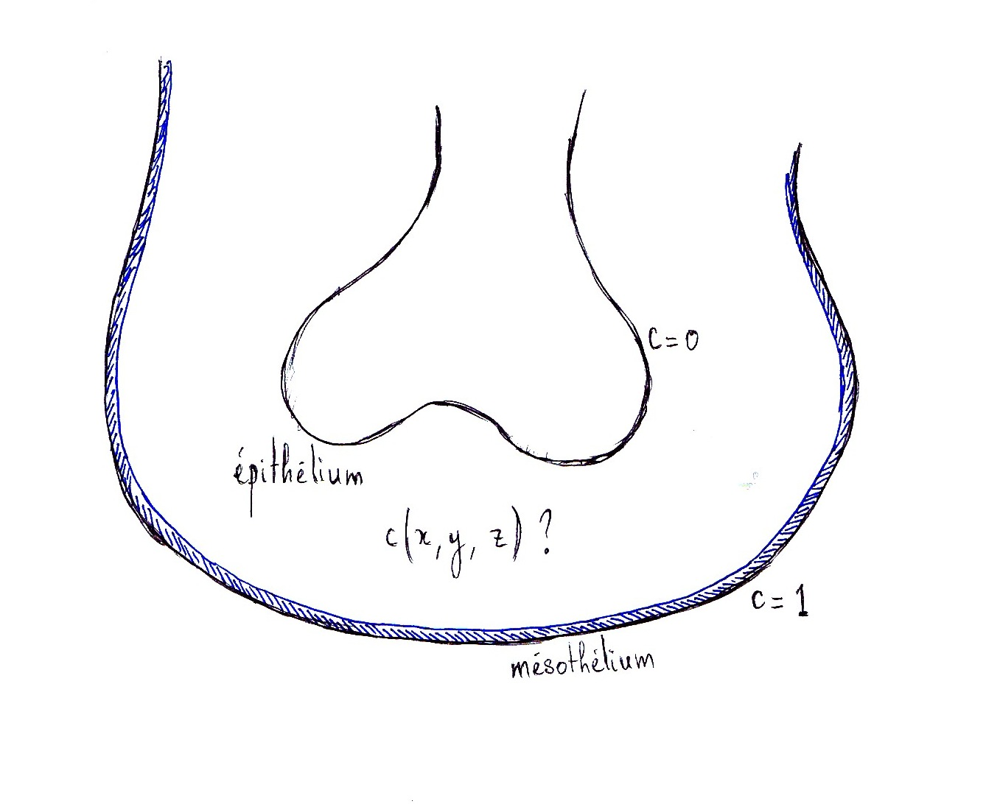 c=0
épithélium
c(x, y, z) ?
c=1
mésothélium